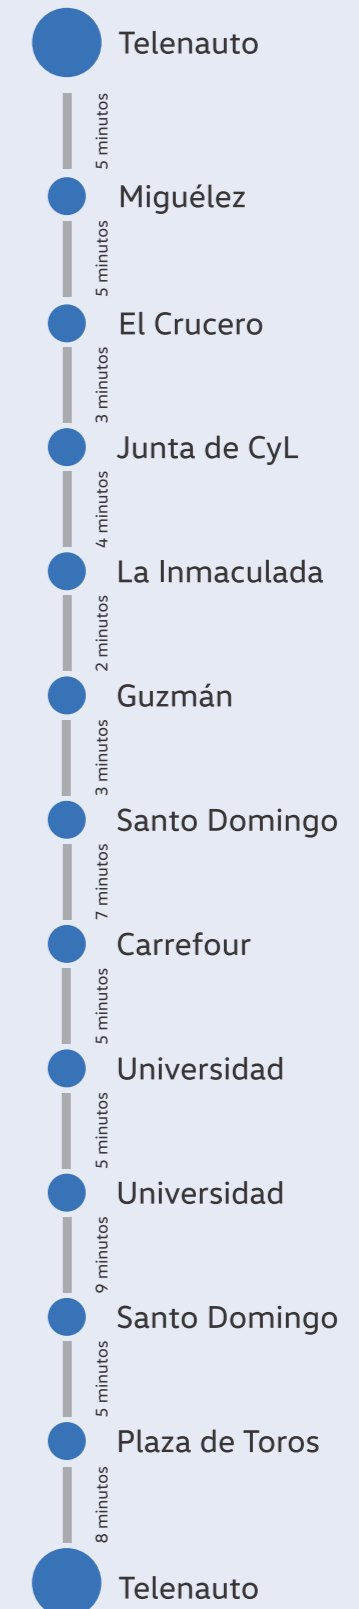 Telenauto
5 minutos
Miguélez
5 minutos
El Crucero
3 minutos
Junta de CyL
4 minutos
La Inmaculada
2 minutos
Guzmán
3 minutos
Santo Domingo
7 minutos
Carrefour
5 minutos
Universidad
5 minutos
Universidad
9 minutos
Santo Domingo
5 minutos
Plaza de Toros
8 minutos
Telenauto